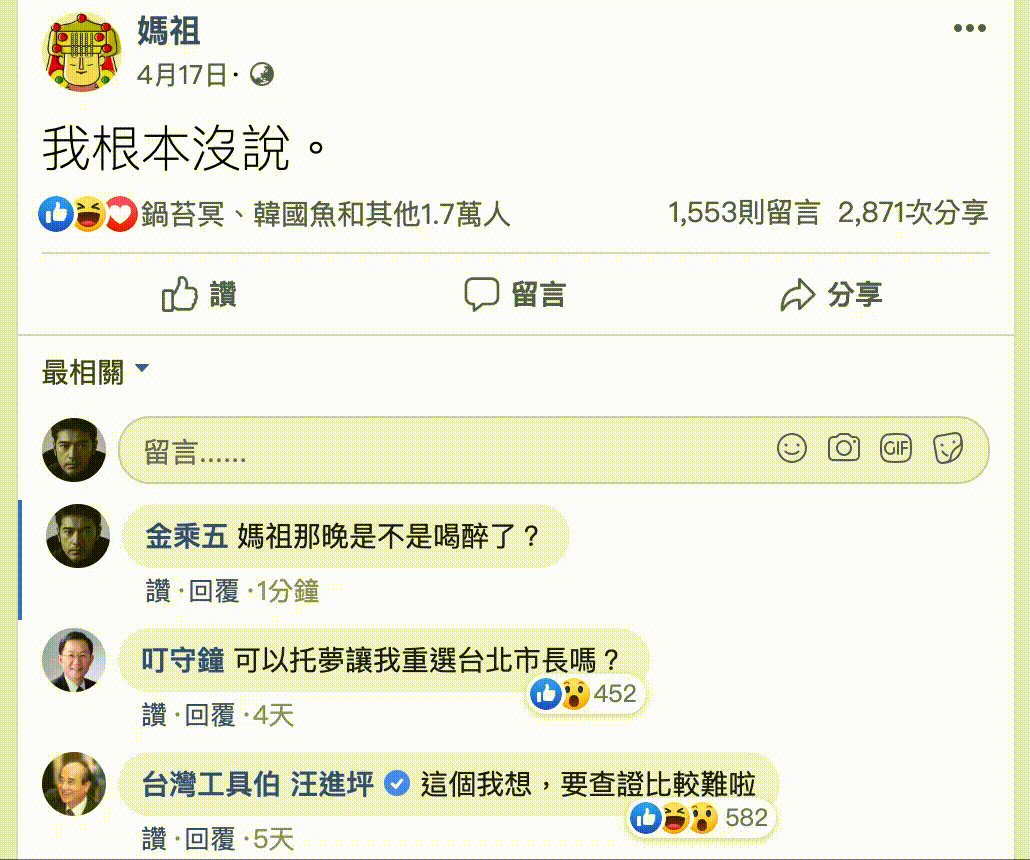 媽祖
4月17日·
我根本沒說。
鍋苔冥、韓國魚和其他1.7萬人 1,553則留言 2,871次分享
讚 留言 分享
最相關
留言......
GIF
金乘五 媽祖那晚是不是喝醉了？
讚·回覆·1分鐘
叮守鐘 可以托夢讓我重選台北市長嗎？
452
讚·回覆·4天
台灣工具伯 汪進坪 這個我想，要查證比較難啦
582
讚·回覆·5天